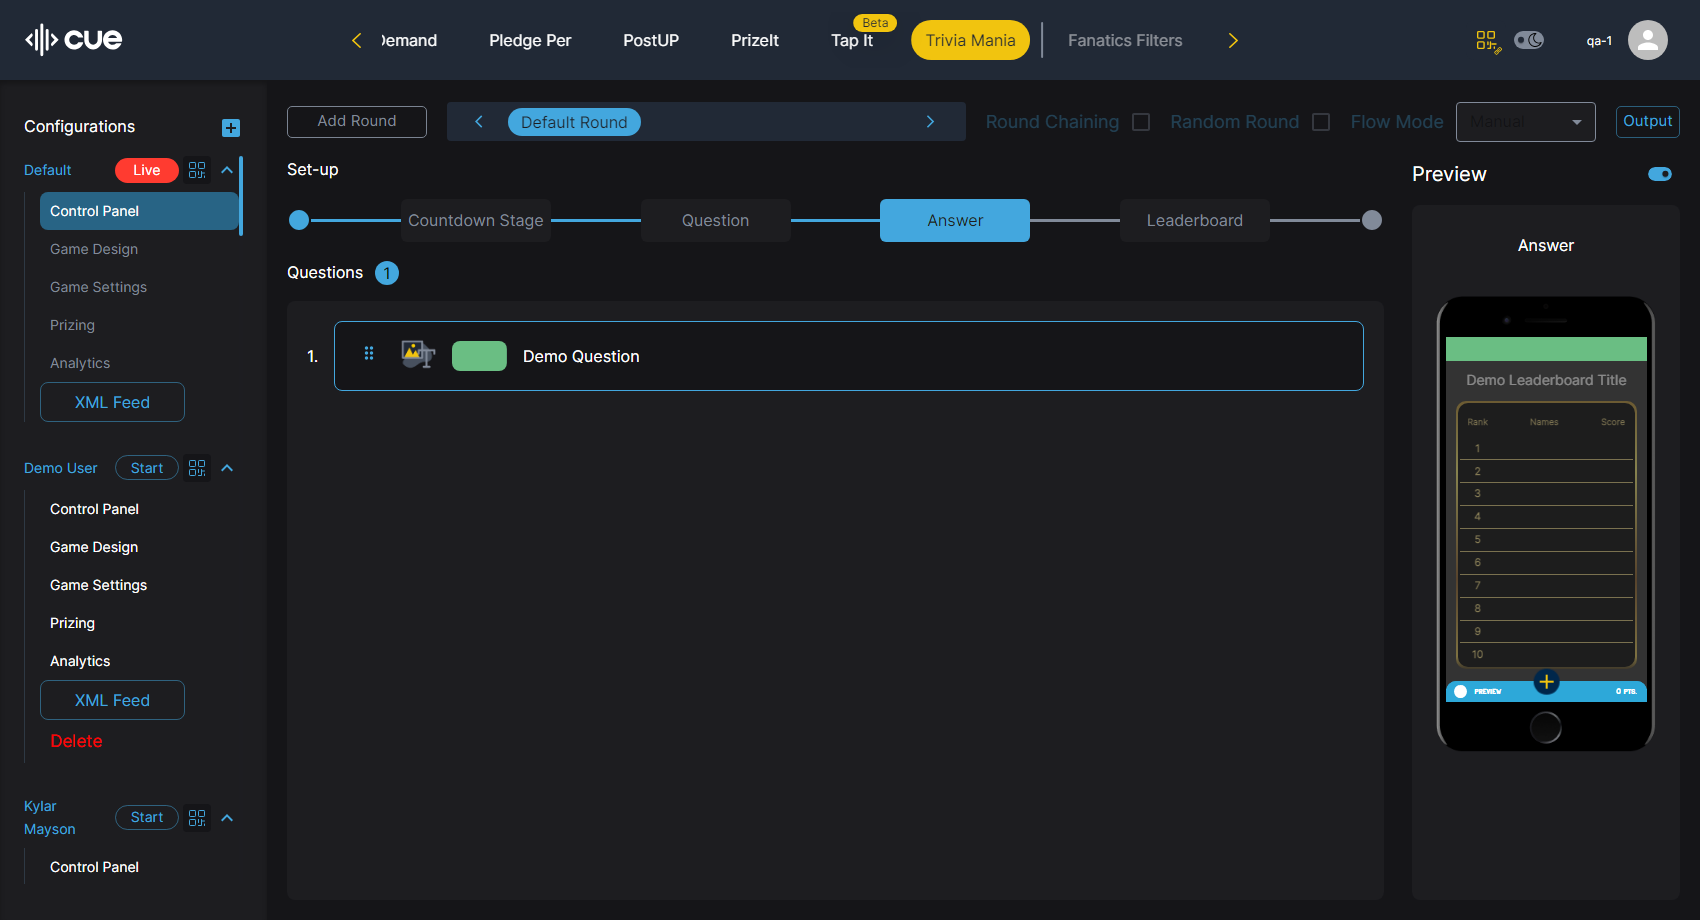 cue
Demand
Pledge Per
PostUP
PrizeIt
Tap It
Beta
Trivia Mania
Fanatics Filters
qa-1
Configurations
Default
Live
Control Panel
Game Design
Game Settings
Prizing
Analytics
XML Feed
Demo User
Start
Control Panel
Game Design
Game Settings
Prizing
Analytics
XML Feed
Delete
Kylar
Mayson
Start
Control Panel
Add Round
Default Round
Round Chaining
Random Round
Flow Mode
Manual
Output
Set-up
Countdown Stage
Question
Answer
Leaderboard
Questions 1
1.
Demo Question
Preview
Answer
Demo Leaderboard Title
Rank Names Score
1
2
3
4
5
6
7
8
9
10
PREVIEW
0 PTS.